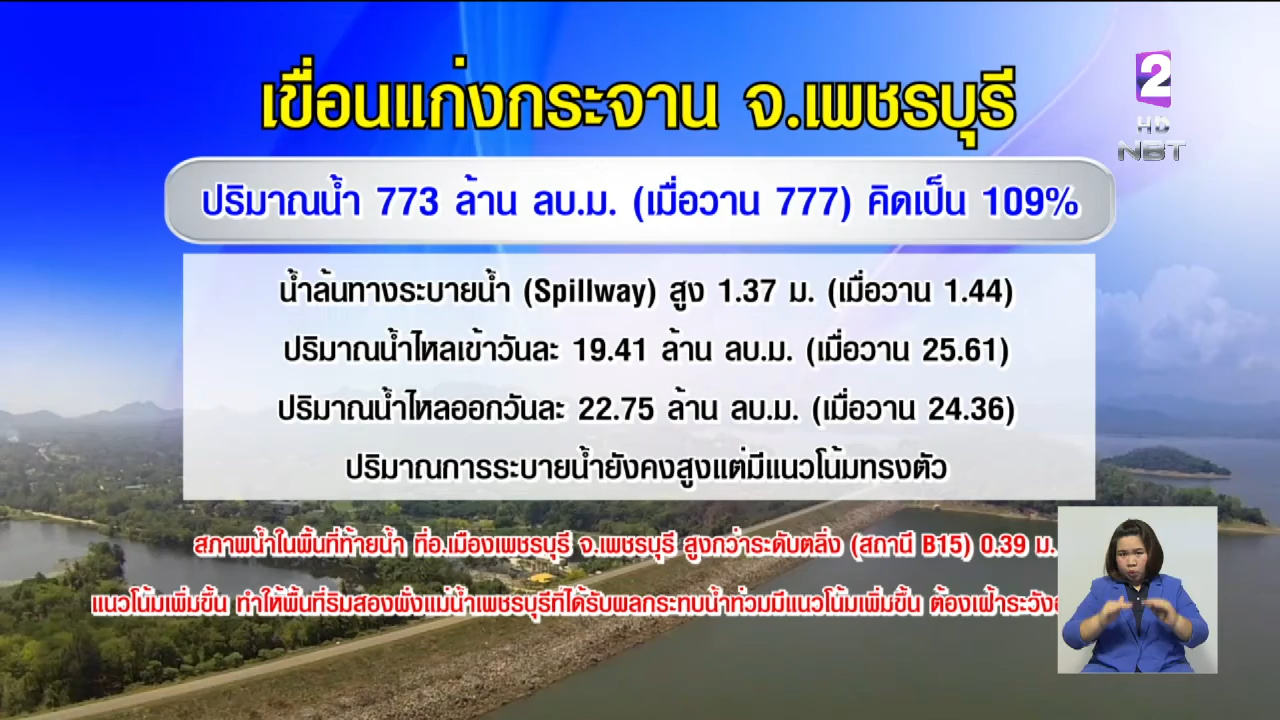 เขื่อนแก่งกระจาน จ.เพชรบุรี
2
HD
NBT
ปริมาณน้ำ 773 ล้าน ลบ.ม. (เมื่อวาน 777) คิดเป็น 109%
น้ำล้นทางระบายน้ำ (Spillway) สูง 1.37 ม. (เมื่อวาน 1.44)
ปริมาณน้ำไหลเข้าวันละ 19.41 ล้าน ลบ.ม. (เมื่อวาน 25.61)
ปริมาณน้ำไหลออกวันละ 22.75 ล้าน ลบ.ม. (เมื่อวาน 24.36)
ปริมาณการระบายน้ำยังคงสูงแต่มีแนวโน้มทรงตัว
สภาพน้ำในพื้นที่ท้ายน้ำ ที่อ.เมืองเพชรบุรี จ.เพชรบุรี สูงกว่าระดับตลิ่ง (สถานี B15) 0.39 ม.
แนวโน้มเพิ่มขึ้น ทำให้พื้นที่ริมสองฝั่งแม่น้ำเพชรบุรีที่ได้รับผลกระทบน้ำท่วมมีแนวโน้มเพิ่มขึ้น ต้องเฝ้าระวัง